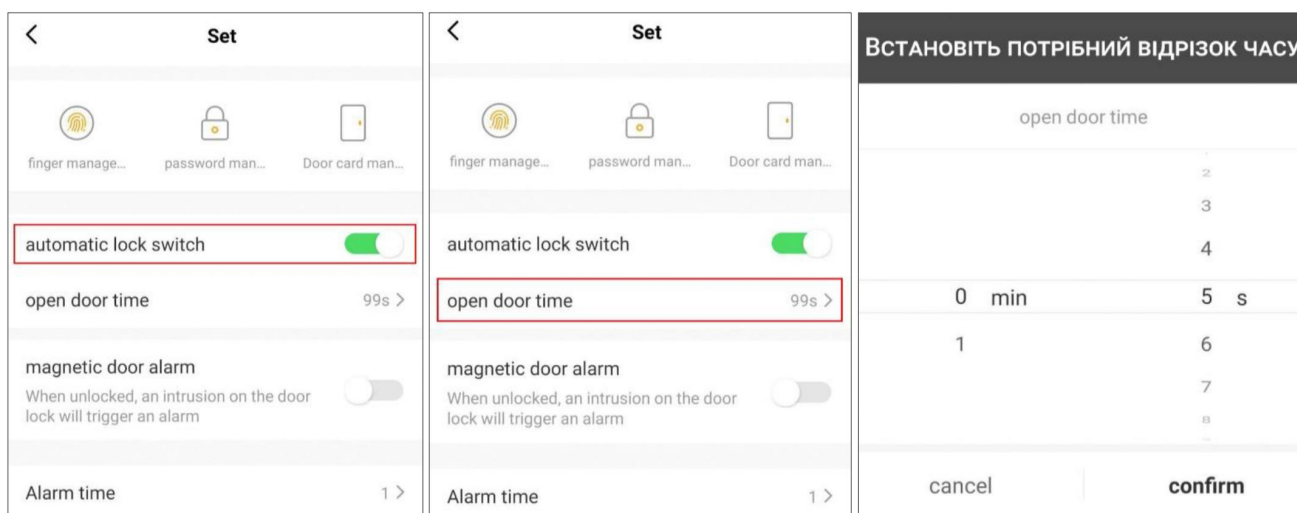 Set
finger manage...
password man...
Door card man...
automatic lock switch
open door time
99s
magnetic door alarm
When unlocked, an intrusion on the door
lock will trigger an alarm
Alarm time
1
Set
finger manage...
password man...
Door card man...
automatic lock switch
open door time
99s
magnetic door alarm
When unlocked, an intrusion on the door
lock will trigger an alarm
Alarm time
1
ВСТАНОВІТЬ ПОТРІБНИЙ ВІДРІЗОК ЧАСУ
open door time
2
3
4
0 min 5 s
1 6
7
8
cancel confirm